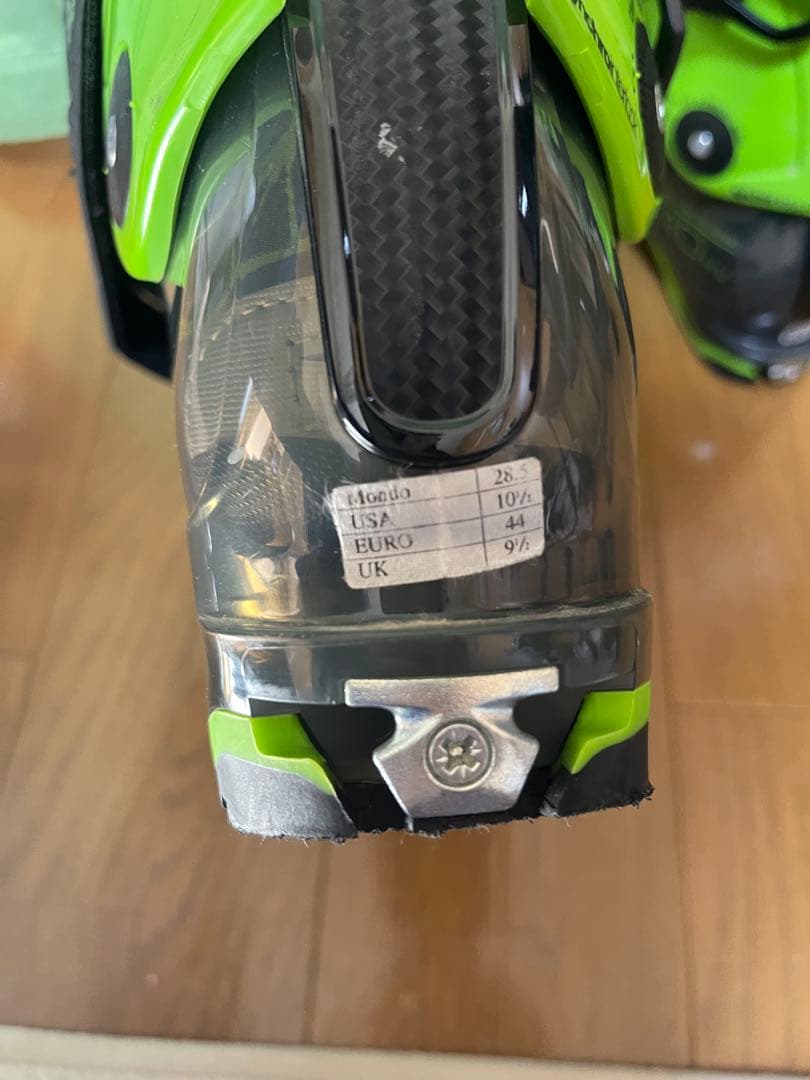 Mondo 28.5
USA 10½
EURO 44
UK 9½